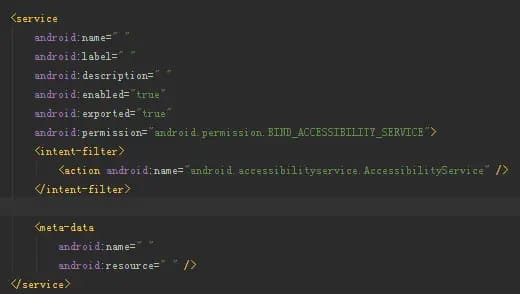 <service
android:name=" "
android:label=" "
android:description=" "
android:enabled="true"
android:exported="true"
android:permission="android.permission.BIND_ACCESSIBILITY_SERVICE">
<intent-filter>
<action android:name="android.accessibilityservice.AccessibilityService" />
</intent-filter>
<meta-data
android:name=" "
android:resource=" " />
</service>